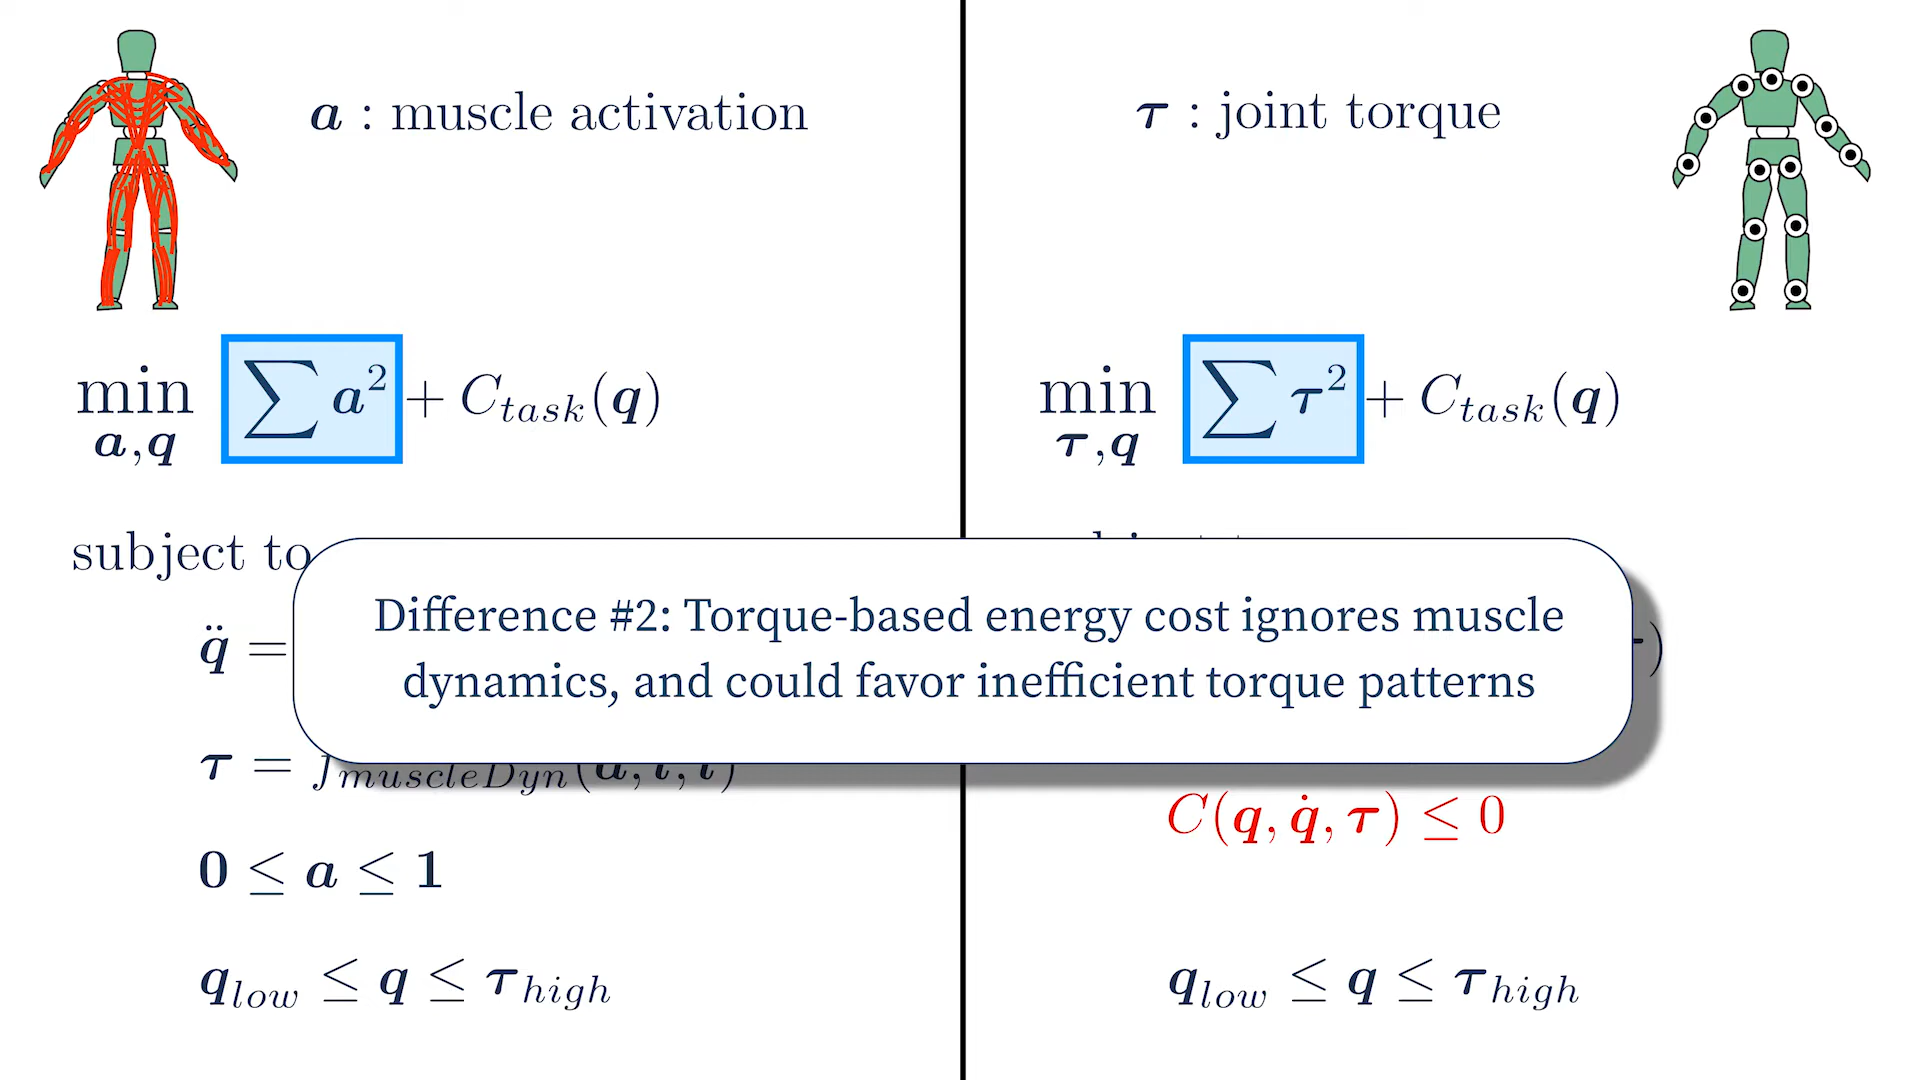 a : muscle activation
min a,q ∑ a² + C_task(q)
subject to
q̈ =
τ = f_muscleDyn(a, l, l̇)
0 ≤ a ≤ 1
q_low ≤ q ≤ τ_high
τ : joint torque
min τ,q ∑ τ² + C_task(q)
C(q, q̇, τ) ≤ 0
q_low ≤ q ≤ τ_high
Difference #2: Torque-based energy cost ignores muscle
dynamics, and could favor inefficient torque patterns